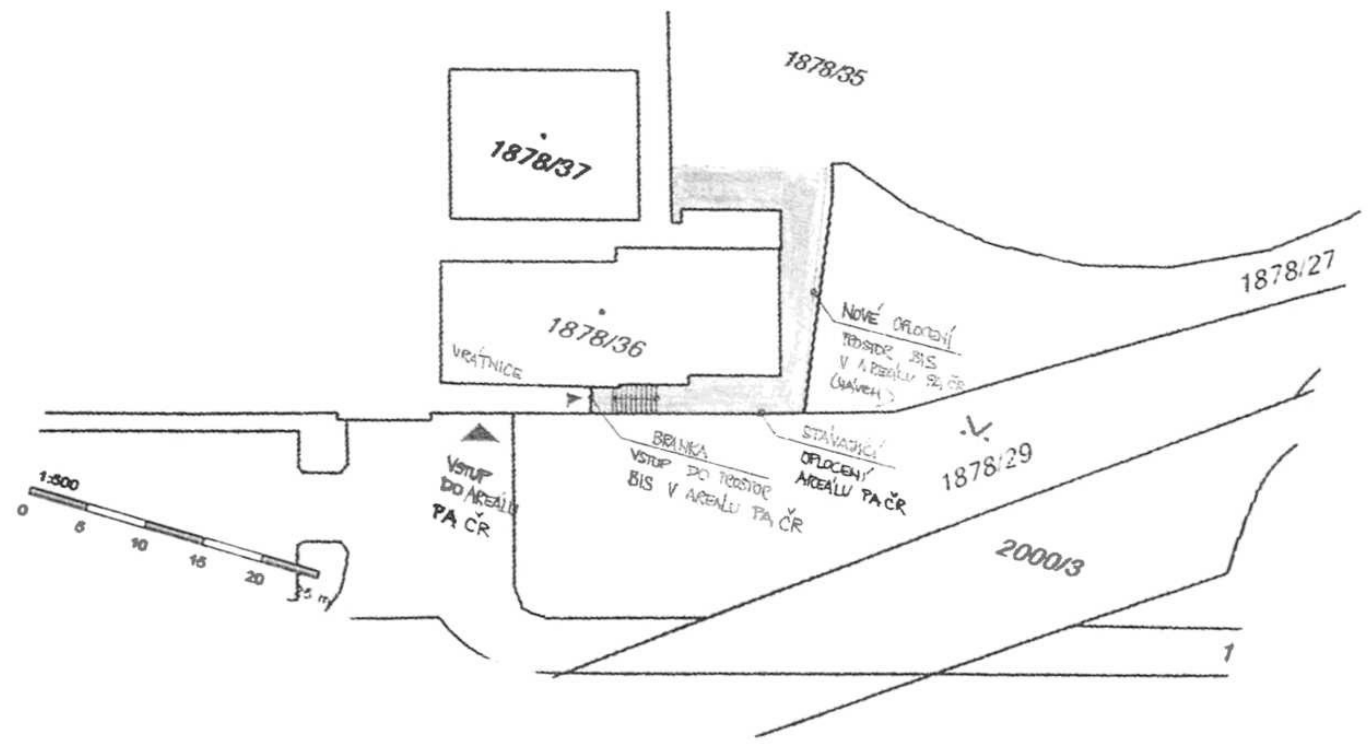 1878/35
1878/37
1878/27
NOVÉ OPLOCENÍ
PROSTOR BIS
V AREÁLU PA ČR
(NÁVRH)
1878/36
VRÁTNICE
BRANKA
VSTUP DO PROSTOR
BIS V AREÁLU PA ČR
STÁVAJÍCÍ
OPLOCENÍ
AREÁLU PA ČR
1878/29
VSTUP
DO AREÁLU
PA ČR
1:500
0 5 10 15 20 25 m
2000/3
1